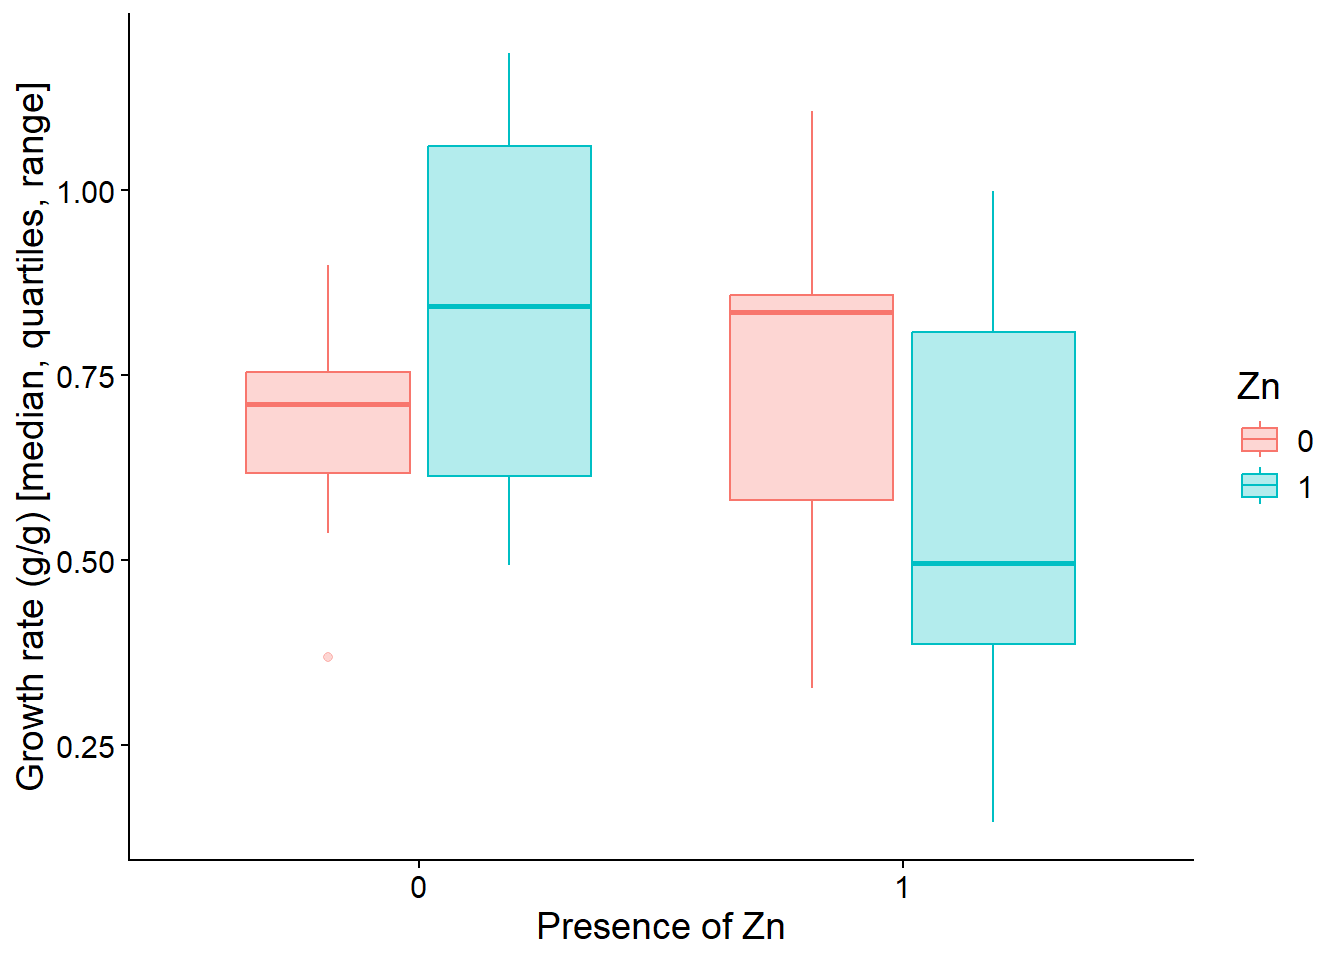 Growth rate (g/g) [median, quartiles, range]
1.00
0.75
0.50
0.25
0
1
Presence of Zn
Zn
0
1